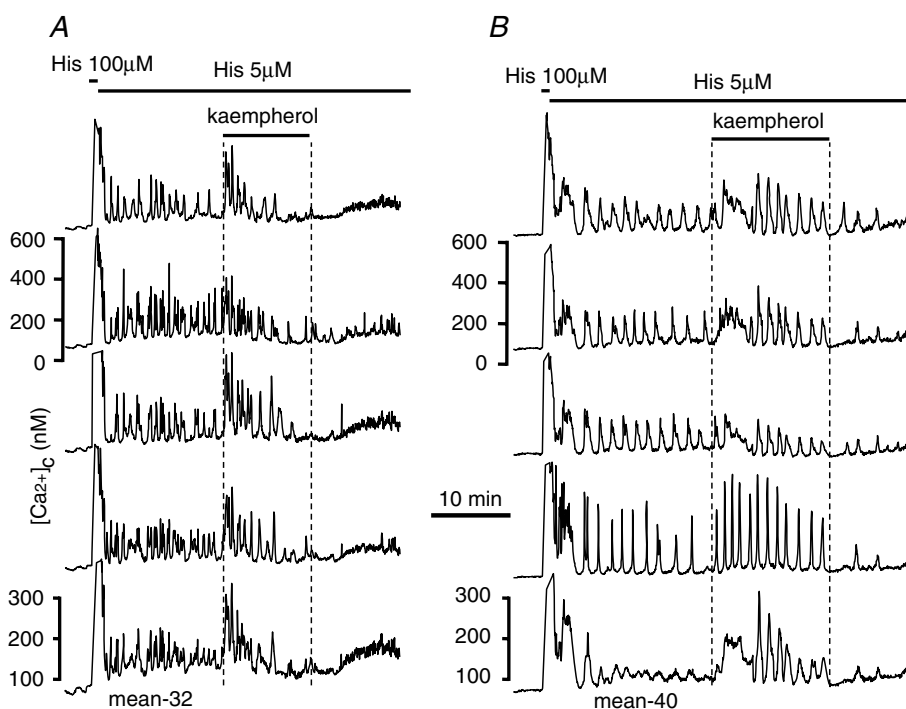 A
B
His 100μM
His 5μM
kaempherol
His 100μM
His 5μM
kaempherol
600
400
200
0
600
400
200
0
[Ca2+]c (nM)
10 min
300
200
100
300
200
100
mean-32
mean-40